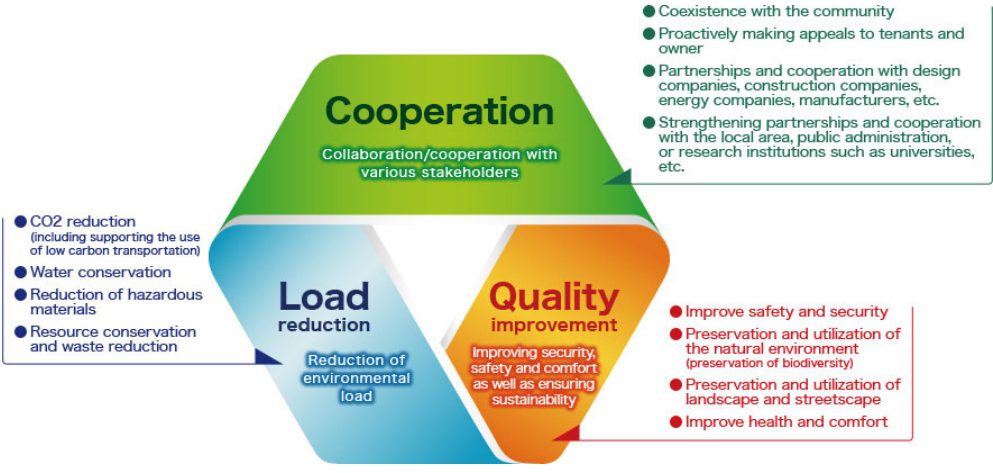 ● Coexistence with the community
● Proactively making appeals to tenants and
owner
● Partnerships and cooperation with design
companies, construction companies,
energy companies, manufacturers, etc.
● Strengthening partnerships and cooperation
with the local area, public administration,
or research institutions such as universities,
etc.
Cooperation
Collaboration/cooperation with
various stakeholders
● CO2 reduction
(including supporting the use
of low carbon transportation)
● Water conservation
● Reduction of hazardous
materials
● Resource conservation
and waste reduction
Load
reduction
Reduction of
environmental
load
Quality
improvement
Improving security,
safety and comfort
as well as ensuring
sustainability
● Improve safety and security
● Preservation and utilization of
the natural environment
(preservation of biodiversity)
● Preservation and utilization of
landscape and streetscape
● Improve health and comfort